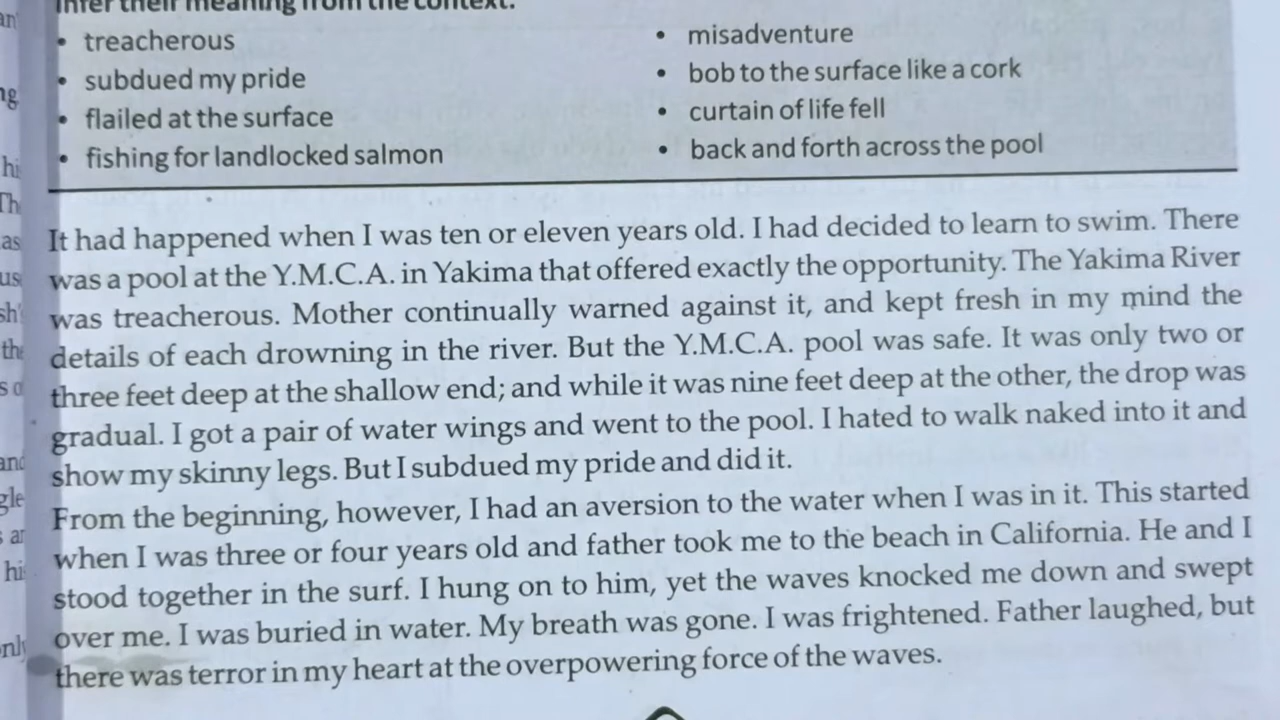 Infer their meaning from the context.
• treacherous
• subdued my pride
• flailed at the surface
• fishing for landlocked salmon
• misadventure
• bob to the surface like a cork
• curtain of life fell
• back and forth across the pool
It had happened when I was ten or eleven years old. I had decided to learn to swim. There
was a pool at the Y.M.C.A. in Yakima that offered exactly the opportunity. The Yakima River
was treacherous. Mother continually warned against it, and kept fresh in my mind the
details of each drowning in the river. But the Y.M.C.A. pool was safe. It was only two or
three feet deep at the shallow end; and while it was nine feet deep at the other, the drop was
gradual. I got a pair of water wings and went to the pool. I hated to walk naked into it and
show my skinny legs. But I subdued my pride and did it.
From the beginning, however, I had an aversion to the water when I was in it. This started
when I was three or four years old and father took me to the beach in California. He and I
stood together in the surf. I hung on to him, yet the waves knocked me down and swept
over me. I was buried in water. My breath was gone. I was frightened. Father laughed, but
there was terror in my heart at the overpowering force of the waves.